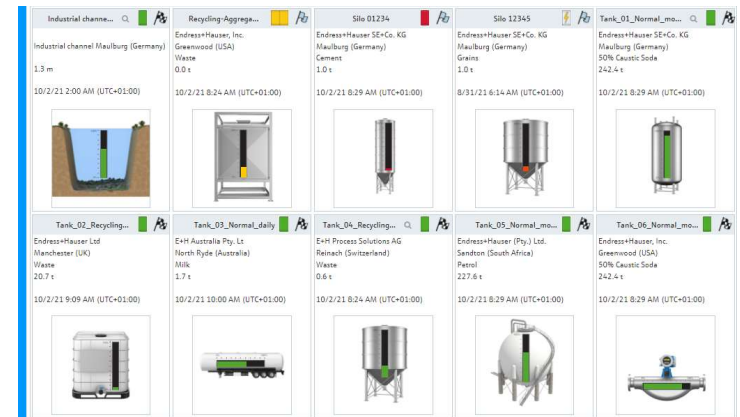 Industrial channe...
Industrial channel Maulburg (Germany)
1.3 m
10/2/21 2:00 AM (UTC+01:00)
Recycling-Aggrega...
Endress+Hauser, Inc.
Greenwood (USA)
Waste
0.0 t
10/2/21 8:24 AM (UTC+01:00)
Silo 01234
Endress+Hauser SE+Co. KG
Maulburg (Germany)
Cement
1.0 t
10/2/21 8:29 AM (UTC+01:00)
Silo 12345
Endress+Hauser SE+Co. KG
Maulburg (Germany)
Grains
1.0 t
8/31/21 6:14 AM (UTC+01:00)
Tank_01_Normal_mo...
Endress+Hauser SE+Co. KG
Maulburg (Germany)
50% Caustic Soda
242.4 t
10/2/21 8:29 AM (UTC+01:00)
Tank_02_Recycling...
Endress+Hauser Ltd
Manchester (UK)
Waste
20.7 t
10/2/21 9:09 AM (UTC+01:00)
Tank_03_Normal_daily
E+H Australia Pty. Lt
North Ryde (Australia)
Milk
1.7 t
10/2/21 10:00 AM (UTC+01:00)
Tank_04_Recycling...
E+H Process Solutions AG
Reinach (Switzerland)
Waste
0.6 t
10/2/21 8:24 AM (UTC+01:00)
Tank_05_Normal_mo...
Endress+Hauser (Pty.) Ltd.
Sandton (South Africa)
Petrol
227.6 t
10/2/21 8:29 AM (UTC+01:00)
Tank_06_Normal_mo...
Endress+Hauser, Inc.
Greenwood (USA)
50% Caustic Soda
242.4 t
10/2/21 8:29 AM (UTC+01:00)